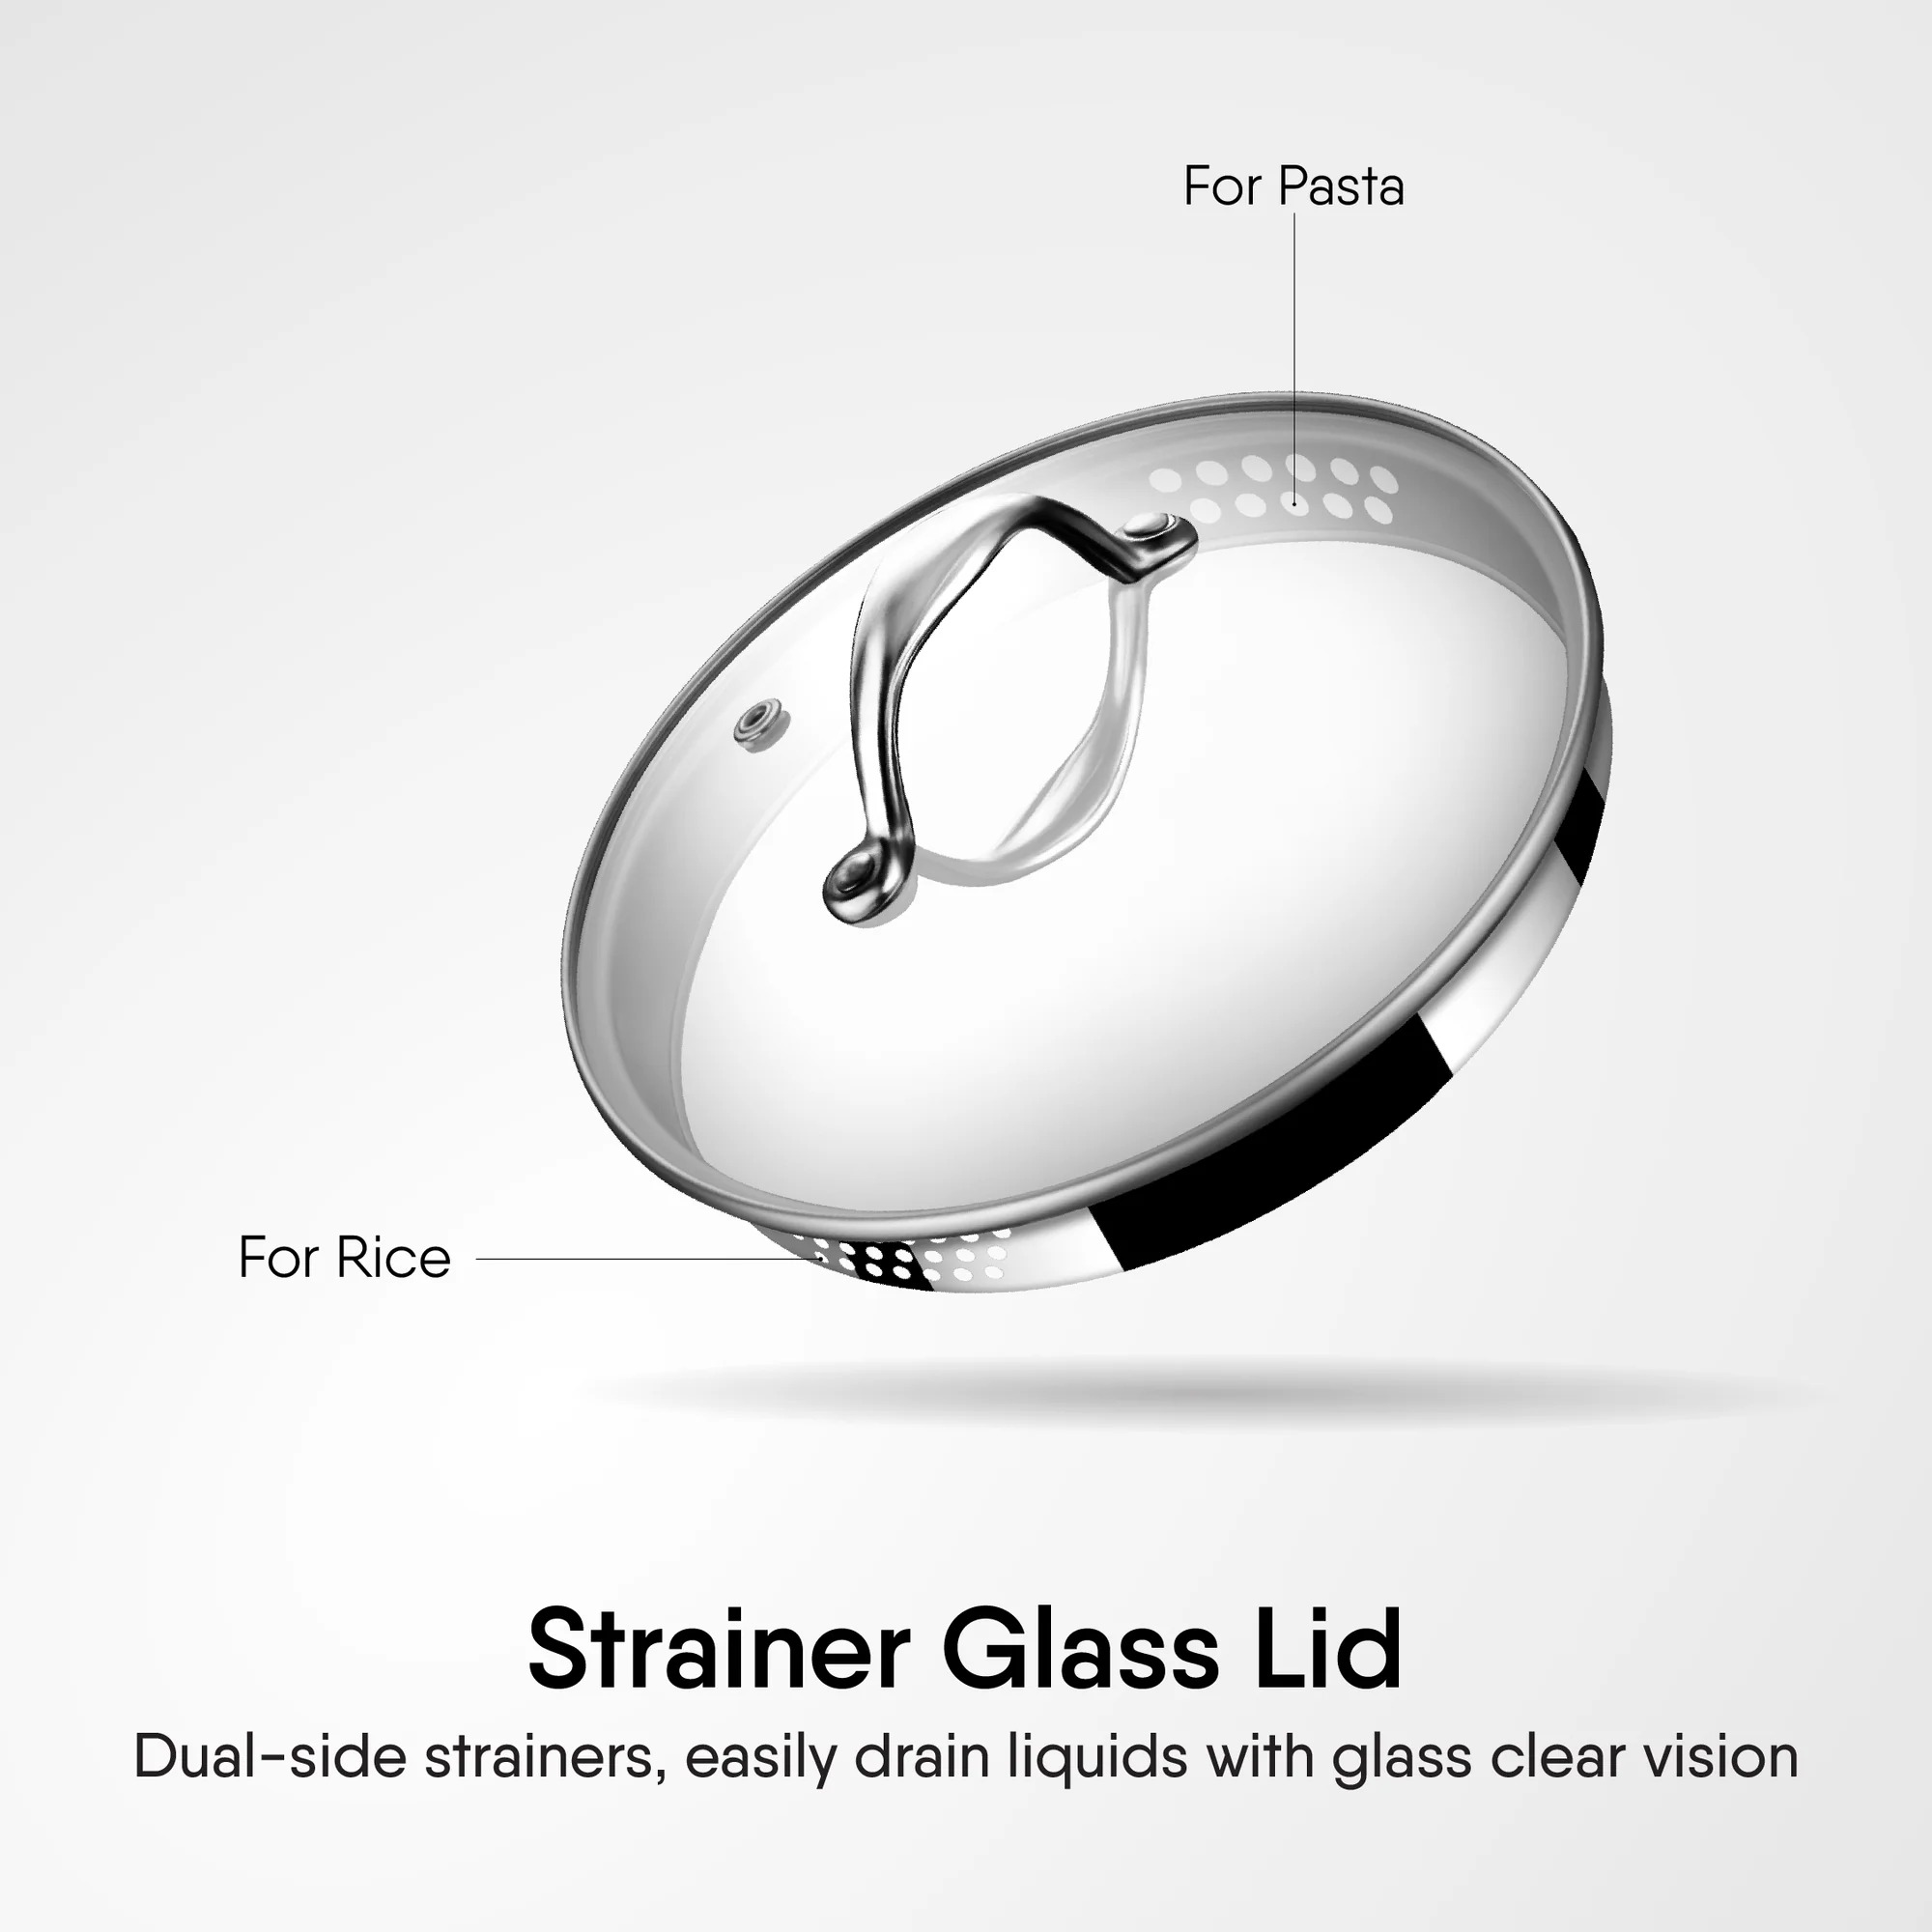 For Pasta
For Rice
Strainer Glass Lid
Dual-side strainers, easily drain liquids with glass clear vision